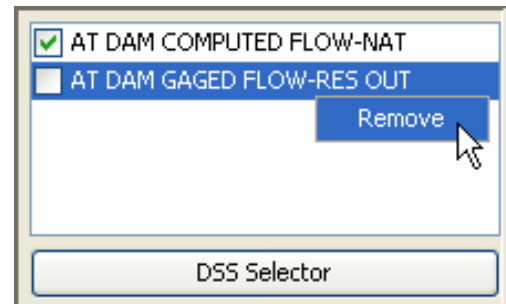 AT DAM COMPUTED FLOW-NAT
AT DAM GAGED FLOW-RES OUT
Remove
DSS Selector